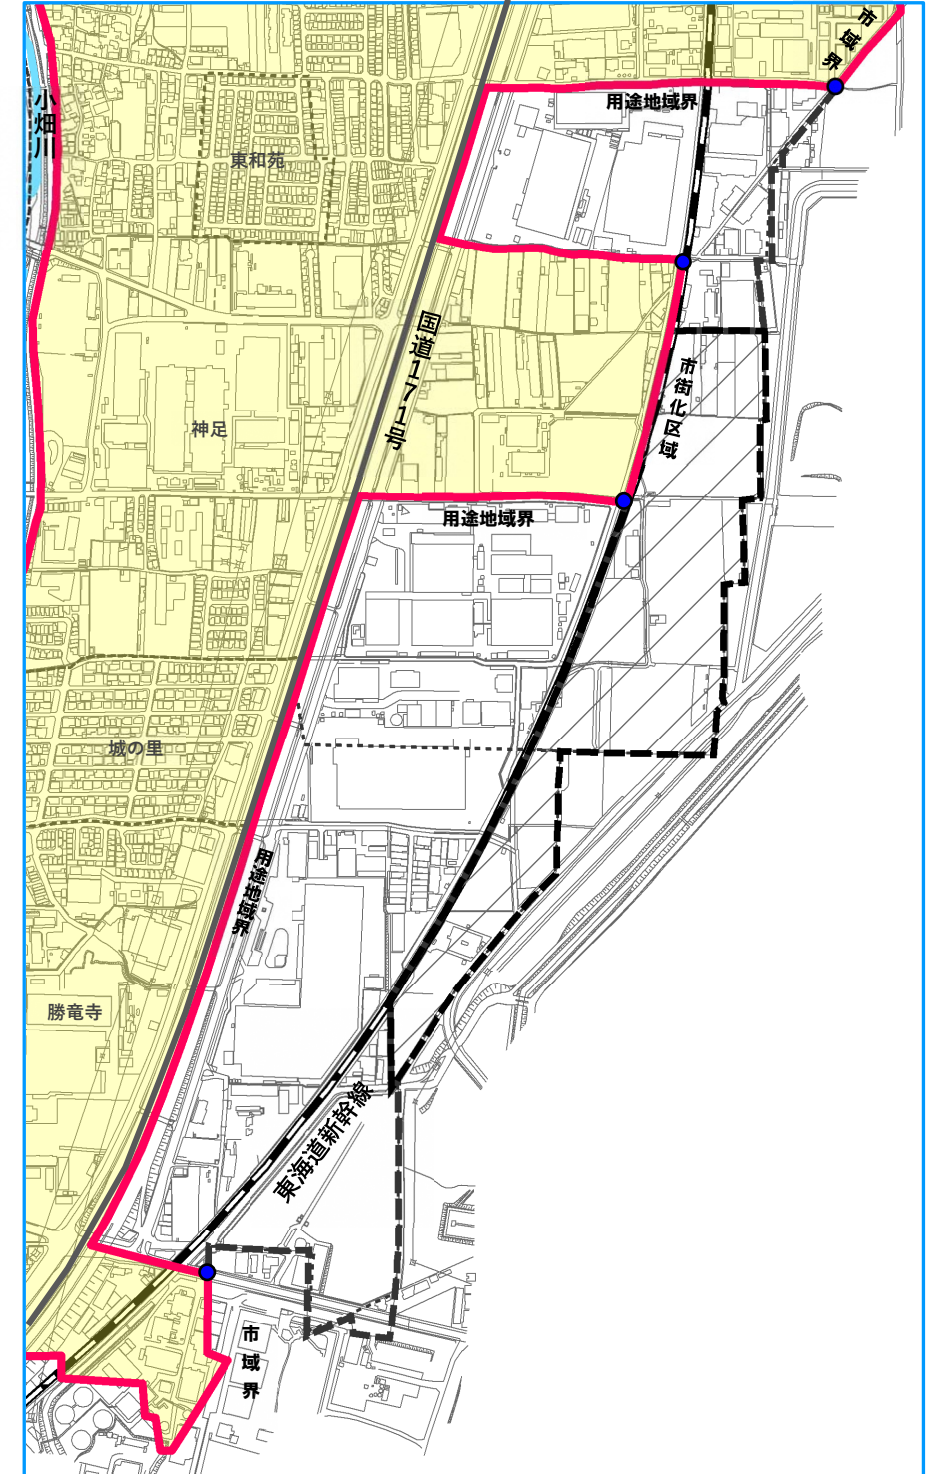 市域界
小畑川
用途地域界
東和苑
国道171号
市街化区域
神足
用途地域界
城の里
用途地域界
勝竜寺
東海道新幹線
市域界